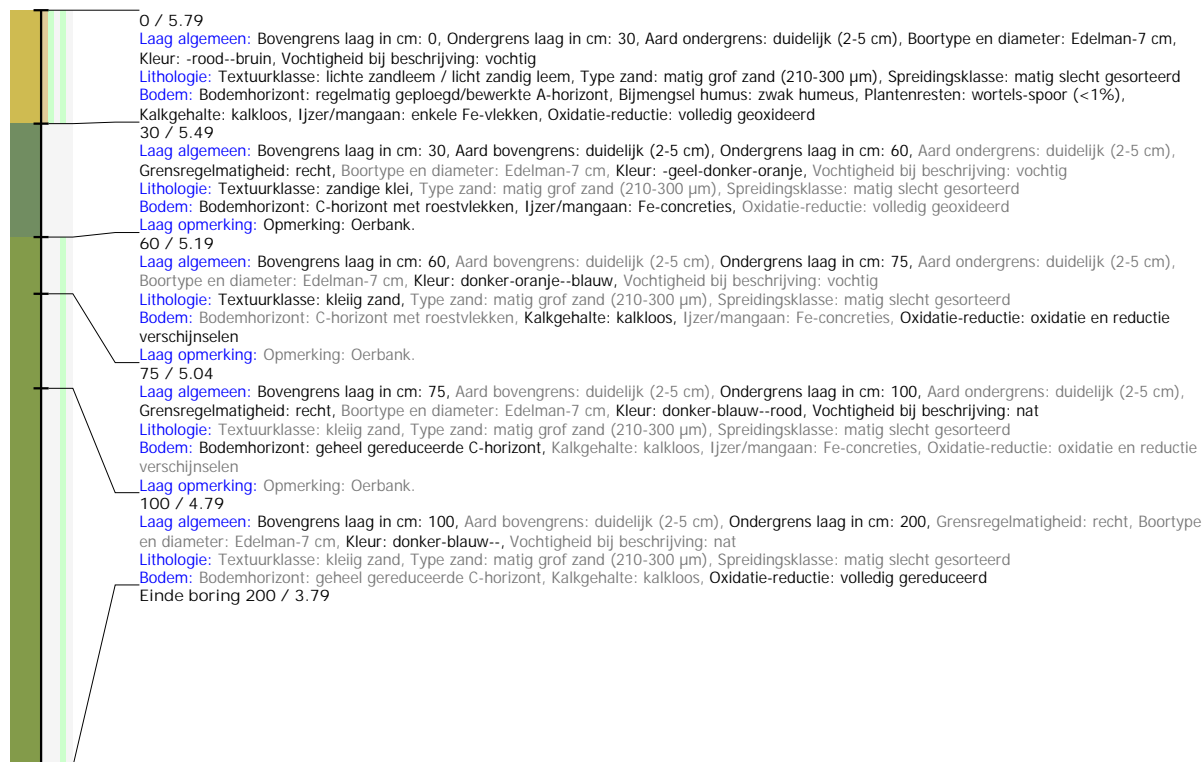 0 / 5.79
Laag algemeen: Bovengrens laag in cm: 0, Ondergrens laag in cm: 30, Aard ondergrens: duidelijk (2-5 cm), Boortype en diameter: Edelman-7 cm,
Kleur: -rood--bruin, Vochtigheid bij beschrijving: vochtig
Lithologie: Textuurklasse: lichte zandleem / licht zandig leem, Type zand: matig grof zand (210-300 µm), Spreidingsklasse: matig slecht gesorteerd
Bodem: Bodemhorizont: regelmatig geploegd/bewerkte A-horizont, Bijmengsel humus: zwak humeus, Plantenresten: wortels-spoor (<1%),
Kalkgehalte: kalkloos, Ijzer/mangaan: enkele Fe-vlekken, Oxidatie-reductie: volledig geoxideerd
30 / 5.49
Laag algemeen: Bovengrens laag in cm: 30, Aard bovengrens: duidelijk (2-5 cm), Ondergrens laag in cm: 60, Aard ondergrens: duidelijk (2-5 cm),
Grensregelmatigheid: recht, Boortype en diameter: Edelman-7 cm, Kleur: -geel-donker-oranje, Vochtigheid bij beschrijving: vochtig
Lithologie: Textuurklasse: zandige klei, Type zand: matig grof zand (210-300 µm), Spreidingsklasse: matig slecht gesorteerd
Bodem: Bodemhorizont: C-horizont met roestvlekken, Ijzer/mangaan: Fe-concreties, Oxidatie-reductie: volledig geoxideerd
Laag opmerking: Opmerking: Oerbank.
60 / 5.19
Laag algemeen: Bovengrens laag in cm: 60, Aard bovengrens: duidelijk (2-5 cm), Ondergrens laag in cm: 75, Aard ondergrens: duidelijk (2-5 cm),
Boortype en diameter: Edelman-7 cm, Kleur: donker-oranje--blauw, Vochtigheid bij beschrijving: vochtig
Lithologie: Textuurklasse: kleiig zand, Type zand: matig grof zand (210-300 µm), Spreidingsklasse: matig slecht gesorteerd
Bodem: Bodemhorizont: C-horizont met roestvlekken, Kalkgehalte: kalkloos, Ijzer/mangaan: Fe-concreties, Oxidatie-reductie: oxidatie en reductie
verschijnselen
Laag opmerking: Opmerking: Oerbank.
75 / 5.04
Laag algemeen: Bovengrens laag in cm: 75, Aard bovengrens: duidelijk (2-5 cm), Ondergrens laag in cm: 100, Aard ondergrens: duidelijk (2-5 cm),
Grensregelmatigheid: recht, Boortype en diameter: Edelman-7 cm, Kleur: donker-blauw--rood, Vochtigheid bij beschrijving: nat
Lithologie: Textuurklasse: kleiig zand, Type zand: matig grof zand (210-300 µm), Spreidingsklasse: matig slecht gesorteerd
Bodem: Bodemhorizont: geheel gereduceerde C-horizont, Kalkgehalte: kalkloos, Ijzer/mangaan: Fe-concreties, Oxidatie-reductie: oxidatie en reductie
verschijnselen
Laag opmerking: Opmerking: Oerbank.
100 / 4.79
Laag algemeen: Bovengrens laag in cm: 100, Aard bovengrens: duidelijk (2-5 cm), Ondergrens laag in cm: 200, Grensregelmatigheid: recht, Boortype
en diameter: Edelman-7 cm, Kleur: donker-blauw--, Vochtigheid bij beschrijving: nat
Lithologie: Textuurklasse: kleiig zand, Type zand: matig grof zand (210-300 µm), Spreidingsklasse: matig slecht gesorteerd
Bodem: Bodemhorizont: geheel gereduceerde C-horizont, Kalkgehalte: kalkloos, Oxidatie-reductie: volledig gereduceerd
Einde boring 200 / 3.79